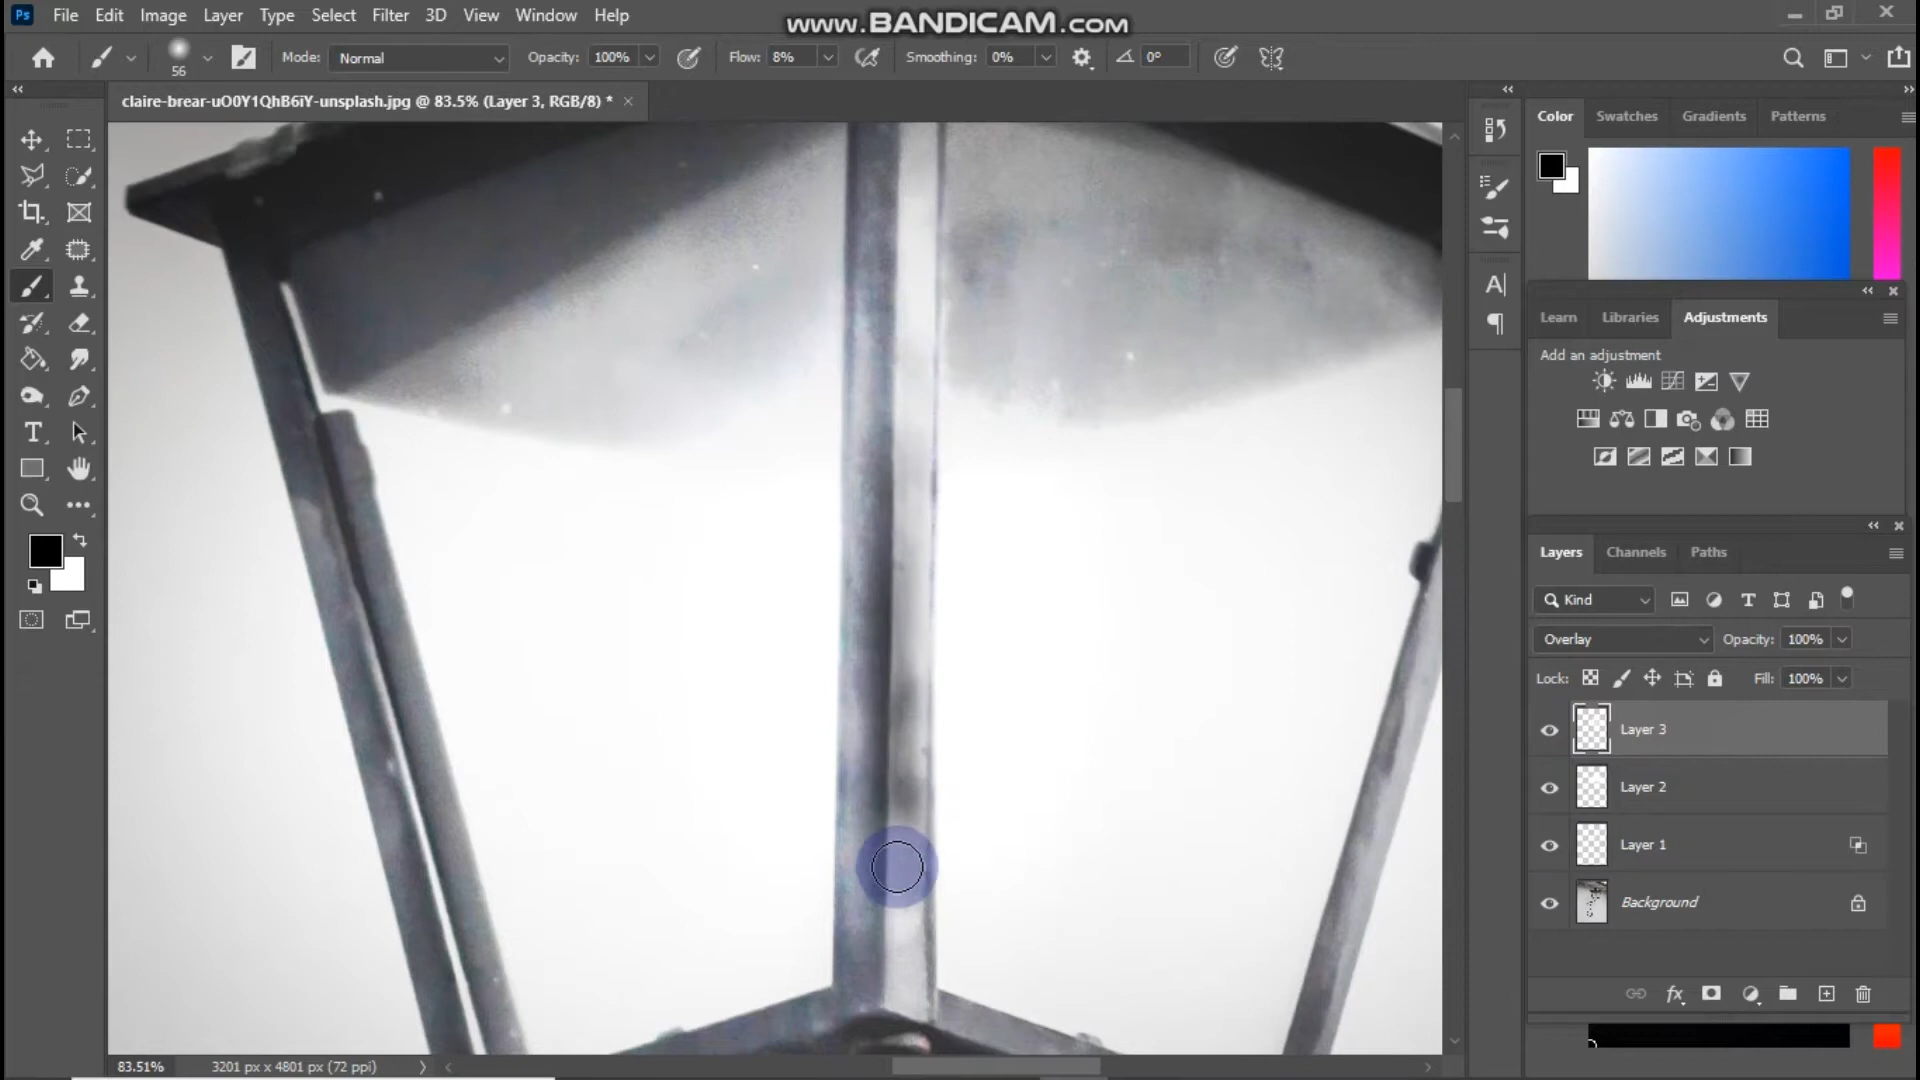 Ps File Edit Image Layer Type Select Filter 3D View Window Help
www.BANDICAM.com
56 Mode: Normal Opacity: 100% Flow: 8% Smoothing: 0% 0°
claire-brear-uO0Y1QhB6iY-unsplash.jpg @ 83.5% (Layer 3, RGB/8) *
Color Swatches Gradients Patterns
Learn Libraries Adjustments
Add an adjustment
Layers Channels Paths
Kind
Overlay Opacity: 100%
Lock: Fill: 100%
Layer 3
Layer 2
Layer 1
Background
fx
83.51% 3201 px x 4801 px (72 ppi)